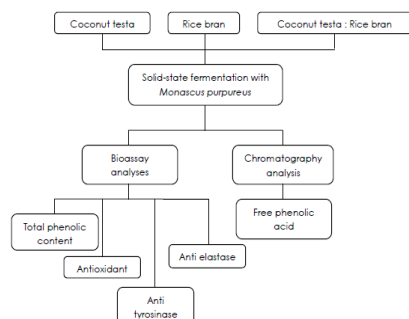 Coconut testa
Rice bran
Coconut testa : Rice bran
Solid-state fermentation with
Monascus purpureus
Bioassay
analyses
Chromatography
analysis
Total phenolic
content
Antioxidant
Anti
tyrosinase
Anti elastase
Free phenolic
acid